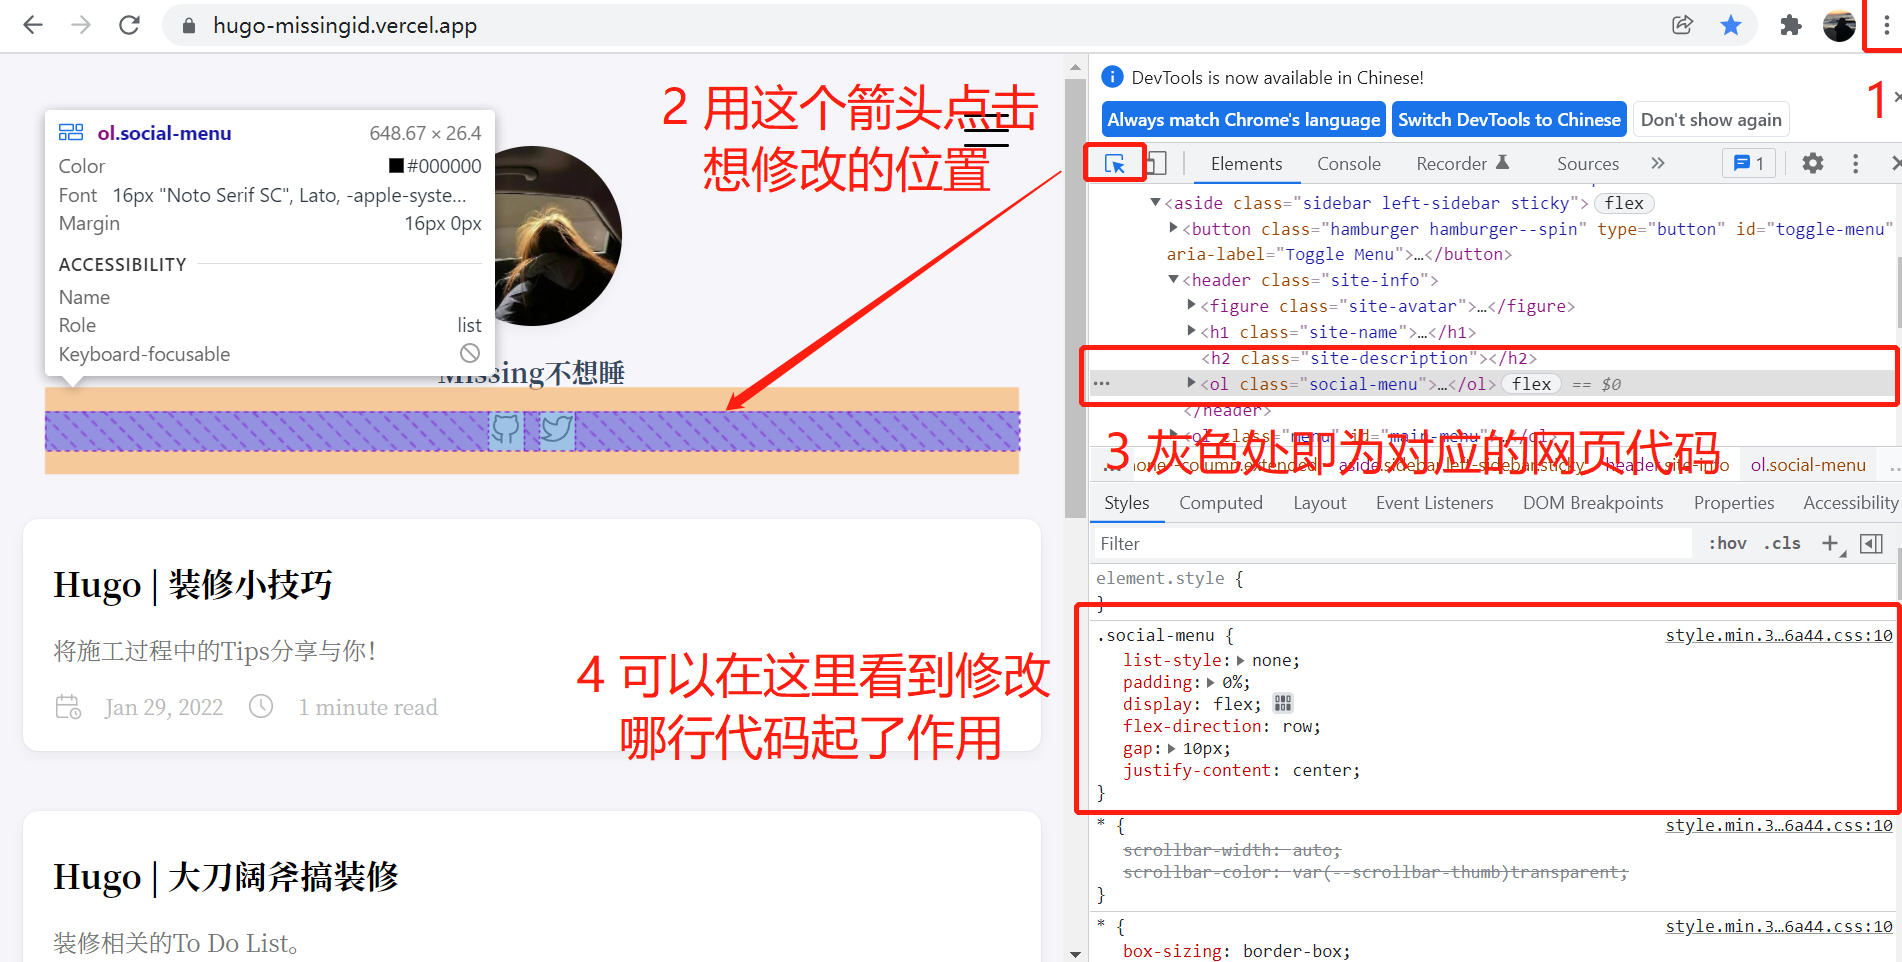 hugo-missingid.vercel.app
1
2 用这个箭头点击
想修改的位置
ol.social-menu 648.67 × 26.4
Color #000000
Font 16px "Noto Serif SC", Lato, -apple-syste...
Margin 16px 0px
ACCESSIBILITY
Name
Role list
Keyboard-focusable
Missing不想睡
Hugo | 装修小技巧
将施工过程中的Tips分享与你!
Jan 29, 2022 1 minute read
4 可以在这里看到修改
哪行代码起了作用
Hugo | 大刀阔斧搞装修
装修相关的To Do List。
DevTools is now available in Chinese!
Always match Chrome's language Switch DevTools to Chinese Don't show again
Elements Console Recorder Sources » 1
<aside class="sidebar left-sidebar sticky"> flex
<button class="hamburger hamburger--spin" type="button" id="toggle-menu"
aria-label="Toggle Menu">…</button>
<header class="site-info">
<figure class="site-avatar">…</figure>
<h1 class="site-name">…</h1>
<h2 class="site-description"></h2>
<ol class="social-menu">…</ol> flex == $0
</header>
<ol class="menu" id="main-menu">…</ol>
3 灰色处即为对应的网页代码
... none.-column.extended aside.sidebar.left-sidebar.sticky header.site-info ol.social-menu ...
Styles Computed Layout Event Listeners DOM Breakpoints Properties Accessibility
Filter :hov .cls +
element.style {
}
.social-menu { style.min.3…6a44.css:10
list-style: none;
padding: 0%;
display: flex;
flex-direction: row;
gap: 10px;
justify-content: center;
}
* { style.min.3…6a44.css:10
scrollbar-width: auto;
scrollbar-color: var(--scrollbar-thumb)transparent;
}
* { style.min.3…6a44.css:10
box-sizing: border-box;